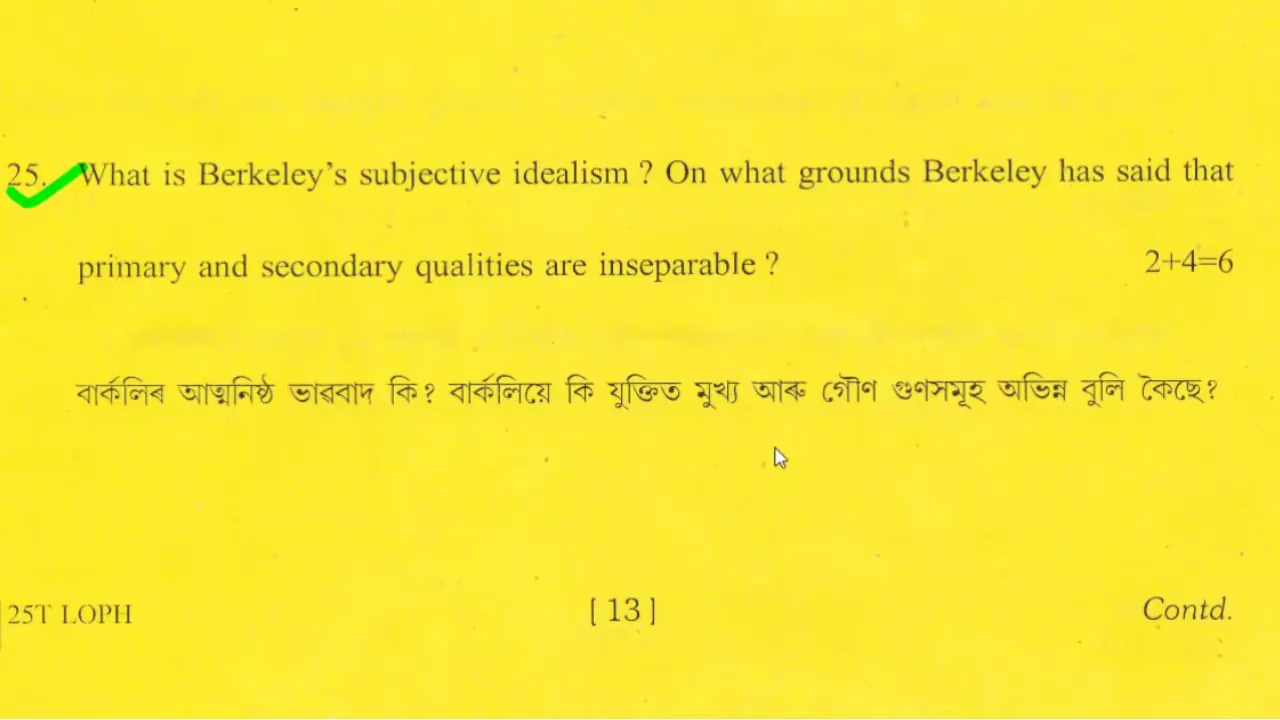 25. What is Berkeley's subjective idealism ? On what grounds Berkeley has said that
primary and secondary qualities are inseparable ? 2+4=6
বাৰ্কলিৰ আত্মনিষ্ঠ ভাৱবাদ কি? বাৰ্কলিয়ে কি যুক্তিত মুখ্য আৰু গৌণ গুণসমূহ অভিন্ন বুলি কৈছে?
25T LOPH [ 13 ] Contd.